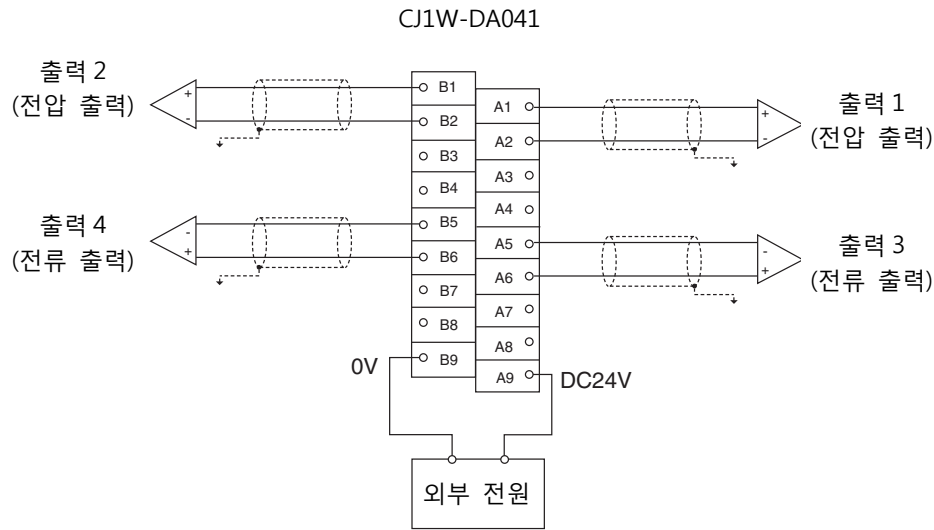 CJ1W-DA041
출력 2
(전압 출력)
+
-
B1
B2
B3
B4
출력 4
(전류 출력)
-
+
B5
B6
B7
B8
0V
B9
A1
A2
A3
A4
A5
A6
A7
A8
A9
DC24V
+
-
출력 1
(전압 출력)
-
+
출력 3
(전류 출력)
외부 전원